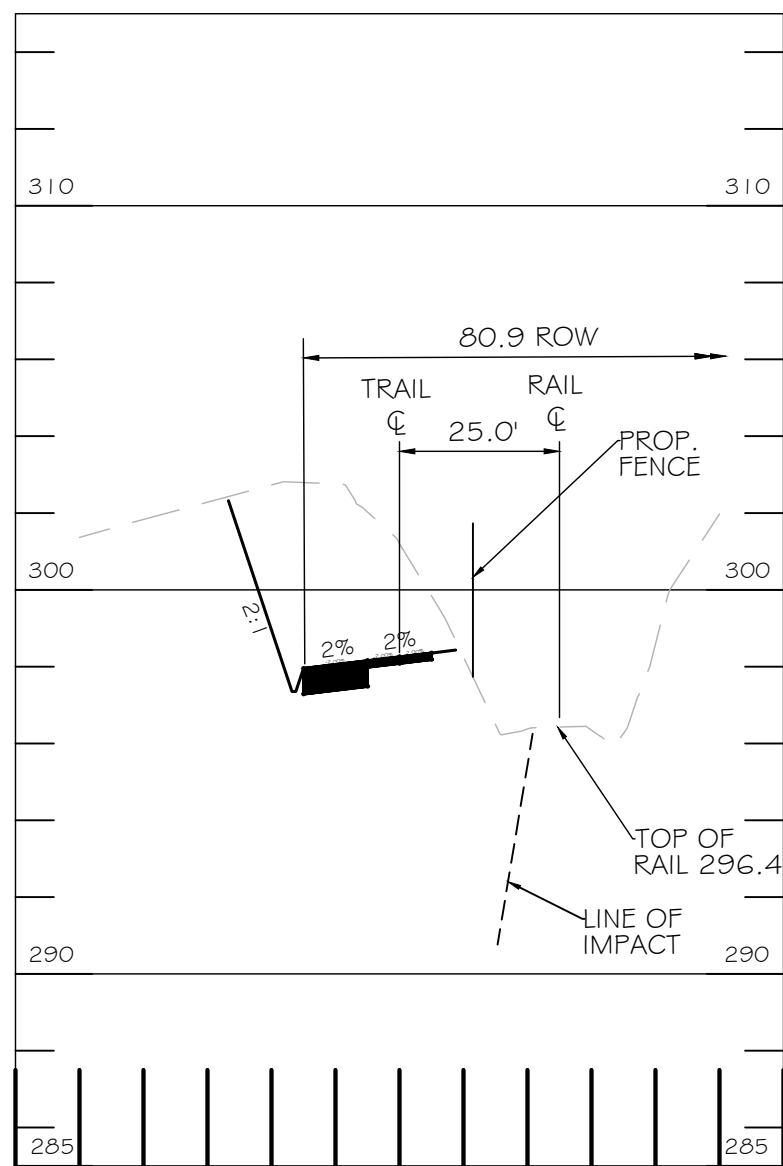 310
310
80.9 ROW
TRAIL
℄
RAIL
℄
25.0'
PROP.
FENCE
300
300
2:1
2%
2%
TOP OF
RAIL 296.4
LINE OF
IMPACT
290
290
285
285